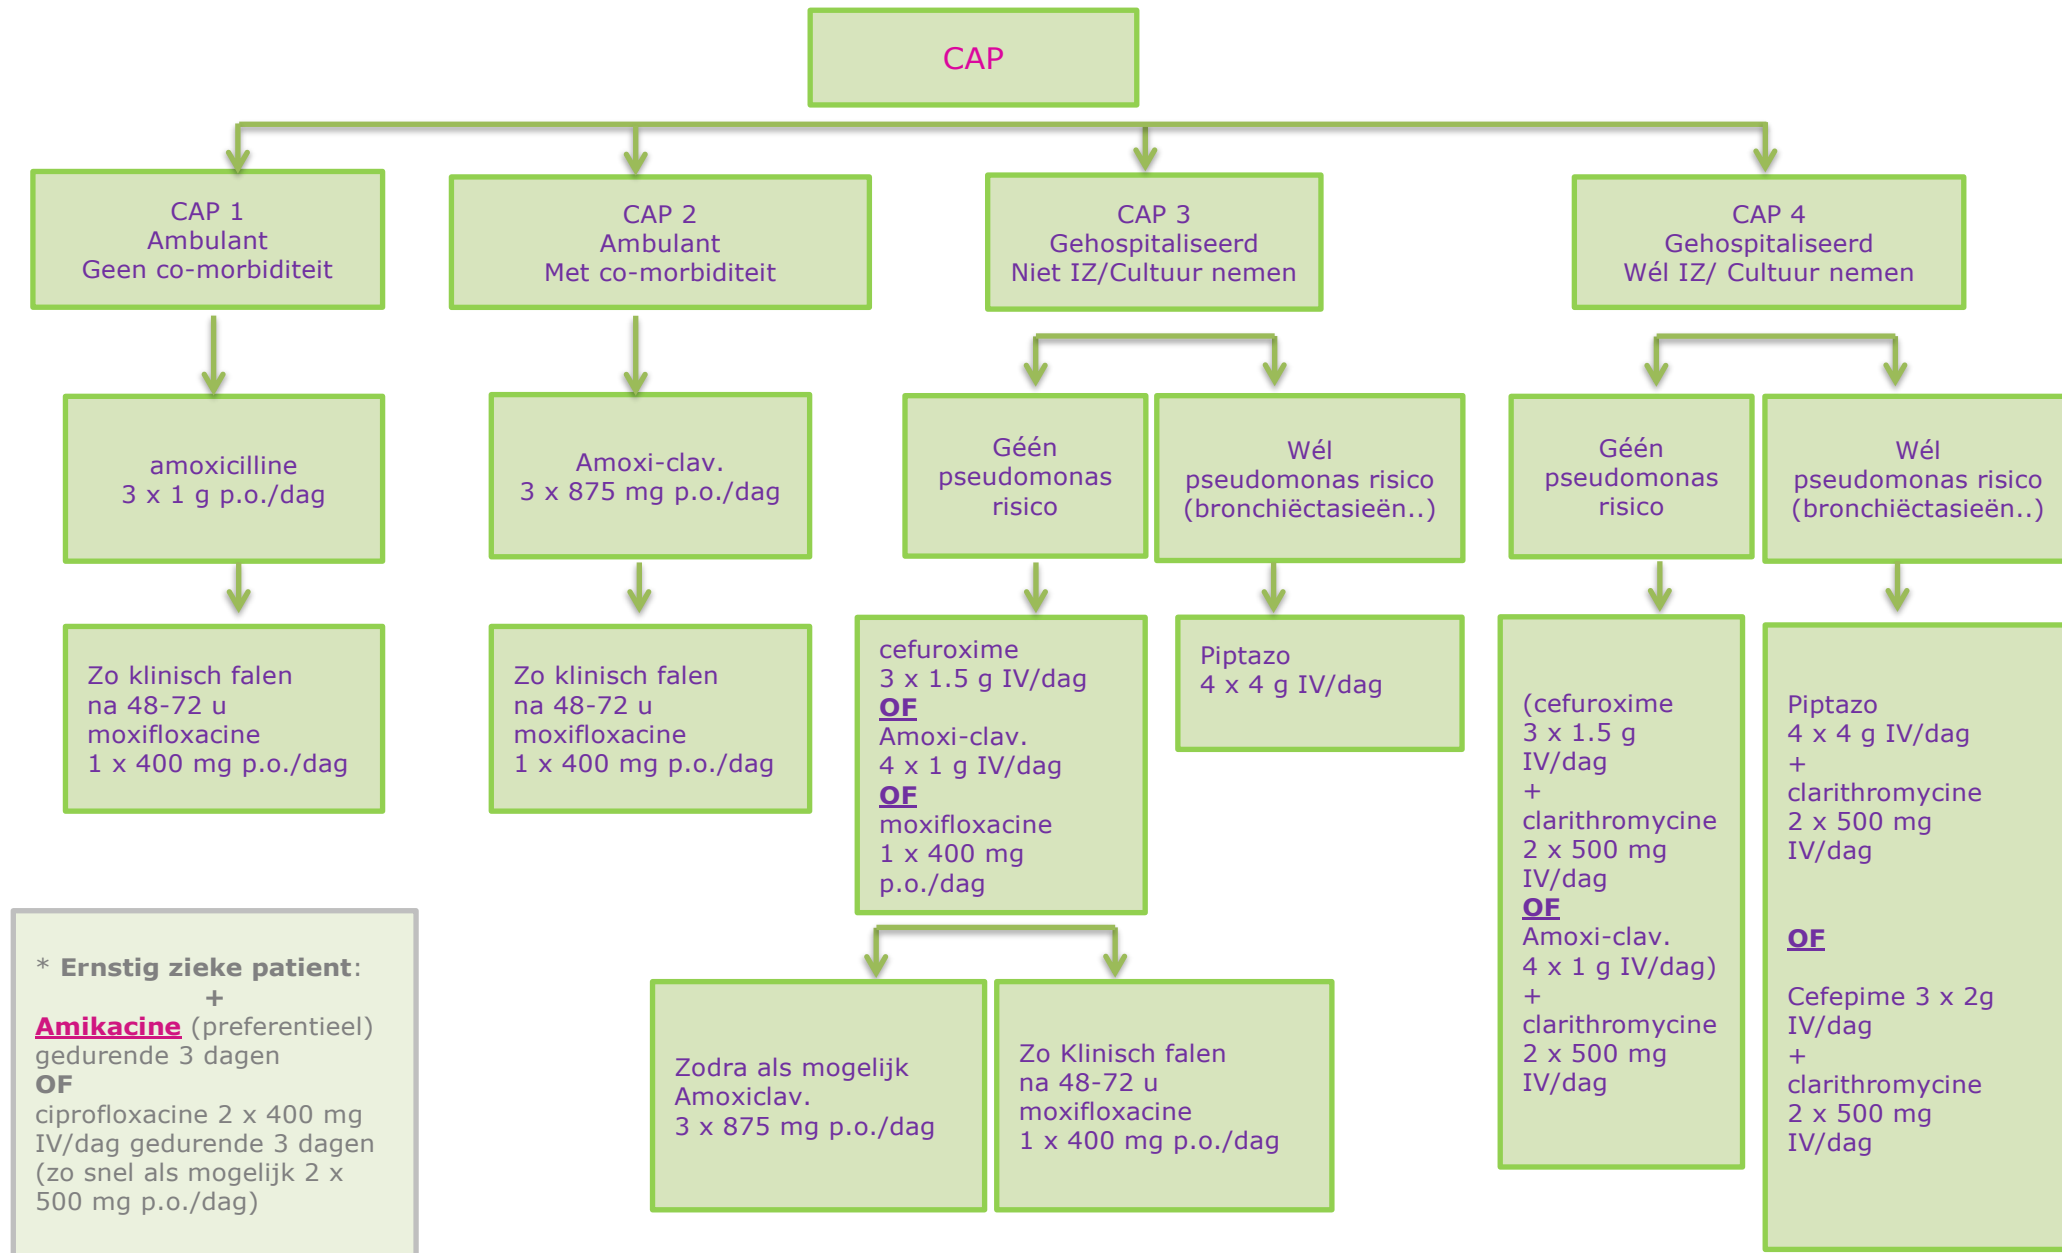 CAP
CAP 1
Ambulant
Geen co-morbiditeit
CAP 2
Ambulant
Met co-morbiditeit
CAP 3
Gehospitaliseerd
Niet IZ/Cultuur nemen
CAP 4
Gehospitaliseerd
Wél IZ/ Cultuur nemen
amoxicilline
3 x 1 g p.o./dag
Amoxi-clav.
3 x 875 mg p.o./dag
Géén
pseudomonas
risico
Wél
pseudomonas risico
(bronchiëctasieën..)
Géén
pseudomonas
risico
Wél
pseudomonas risico
(bronchiëctasieën..)
Zo klinisch falen
na 48-72 u
moxifloxacine
1 x 400 mg p.o./dag
Zo klinisch falen
na 48-72 u
moxifloxacine
1 x 400 mg p.o./dag
cefuroxime
3 x 1.5 g IV/dag
OF
Amoxi-clav.
4 x 1 g IV/dag
OF
moxifloxacine
1 x 400 mg
p.o./dag
Piptazo
4 x 4 g IV/dag
(cefuroxime
3 x 1.5 g
IV/dag
+
clarithromycine
2 x 500 mg
IV/dag
OF
Amoxi-clav.
4 x 1 g IV/dag)
+
clarithromycine
2 x 500 mg
IV/dag
Piptazo
4 x 4 g IV/dag
+
clarithromycine
2 x 500 mg
IV/dag
OF
Cefepime 3 x 2g
IV/dag
+
clarithromycine
2 x 500 mg
IV/dag
Zodra als mogelijk
Amoxiclav.
3 x 875 mg p.o./dag
Zo Klinisch falen
na 48-72 u
moxifloxacine
1 x 400 mg p.o./dag
* Ernstig zieke patient:
+
Amikacine (preferentieel)
gedurende 3 dagen
OF
ciprofloxacine 2 x 400 mg
IV/dag gedurende 3 dagen
(zo snel als mogelijk 2 x
500 mg p.o./dag)